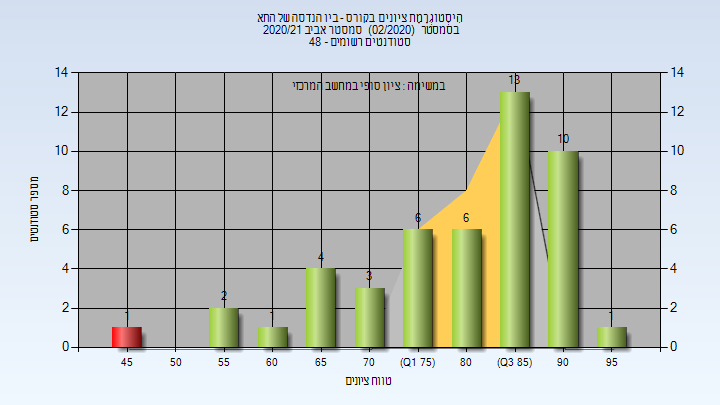 היסטוגרמת ציונים בקורס - ביו הנדסה של התא
בסמסטר (02/2020) סמסטר אביב 2020/21
סטודנטים רשומים - 48
במשימה : ציון סופי במחשב המרכזי
מספר סטודנטים
14 14
12 12
10 10
8 8
6 6
4 4
2 2
0 0
1 2 1 4 3 6 6 13 10 1
45 50 55 60 65 70 (Q1 75) 80 (Q3 85) 90 95
טווח ציונים